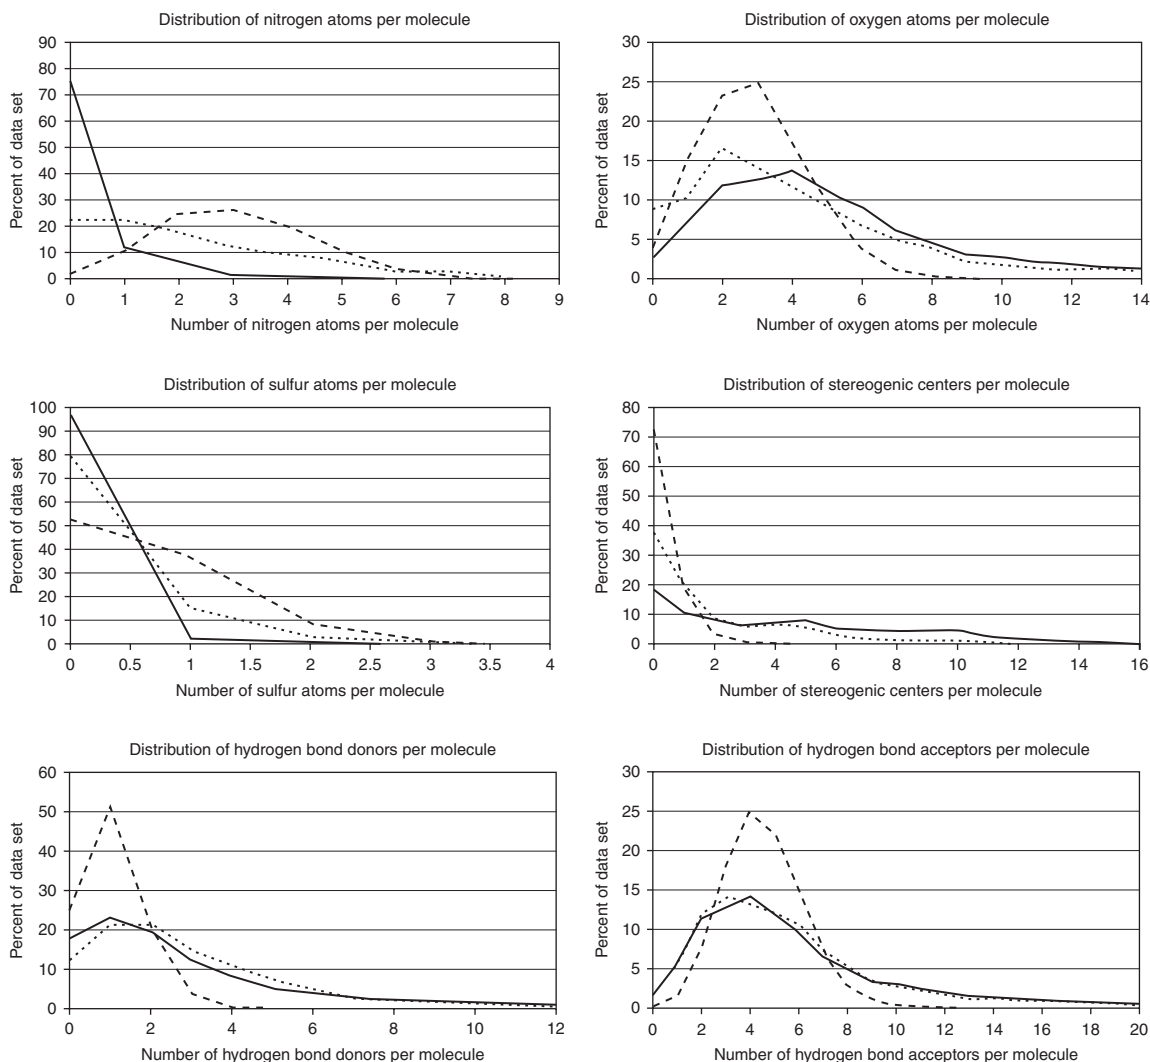 Distribution of nitrogen atoms per molecule
90
80
70
60
50
40
30
20
10
0
Percent of data set
0 1 2 3 4 5 6 7 8 9
Number of nitrogen atoms per molecule
Distribution of oxygen atoms per molecule
30
25
20
15
10
5
0
Percent of data set
0 2 4 6 8 10 12 14
Number of oxygen atoms per molecule
Distribution of sulfur atoms per molecule
100
90
80
70
60
50
40
30
20
10
0
Percent of data set
0 0.5 1 1.5 2 2.5 3 3.5 4
Number of sulfur atoms per molecule
Distribution of stereogenic centers per molecule
80
70
60
50
40
30
20
10
0
Percent of data set
0 2 4 6 8 10 12 14 16
Number of stereogenic centers per molecule
Distribution of hydrogen bond donors per molecule
60
50
40
30
20
10
0
Percent of data set
0 2 4 6 8 10 12
Number of hydrogen bond donors per molecule
Distribution of hydrogen bond acceptors per molecule
30
25
20
15
10
5
0
Percent of data set
0 2 4 6 8 10 12 14 16 18 20
Number of hydrogen bond acceptors per molecule